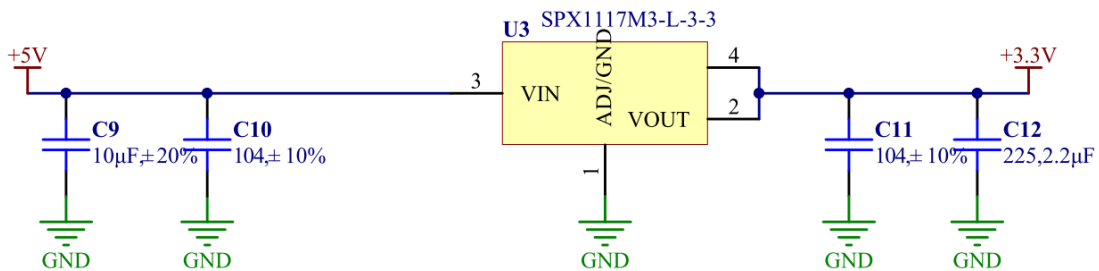 U3 SPX1117M3-L-3-3
+5V
+3.3V
3
VIN
ADJ/GND
4
VOUT
2
1
C9
10µF,±20%
C10
104,±10%
C11
104,±10%
C12
225,2.2µF
GND
GND
GND
GND
GND